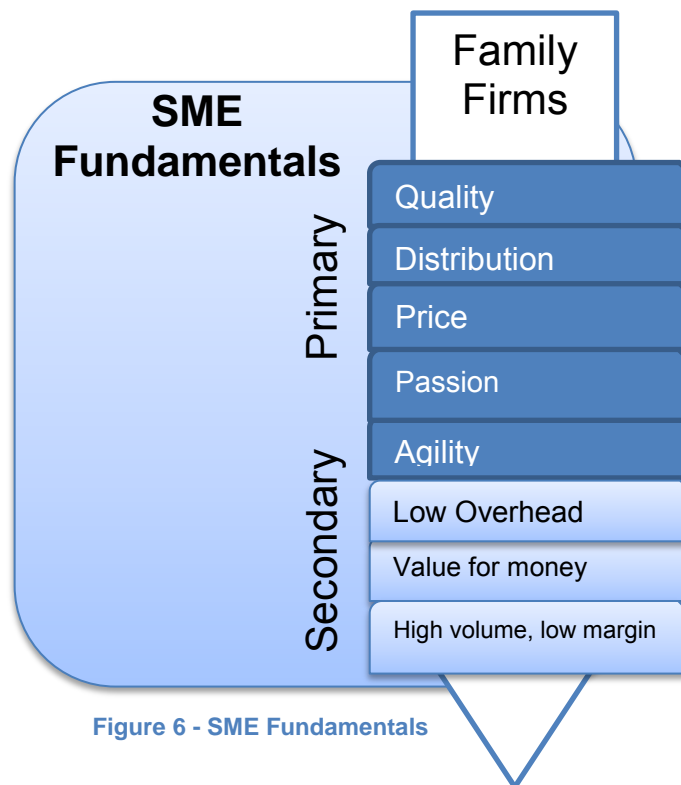 Family
Firms
SME
Fundamentals
Primary
Quality
Distribution
Price
Passion
Agility
Secondary
Low Overhead
Value for money
High volume, low margin
Figure 6 - SME Fundamentals